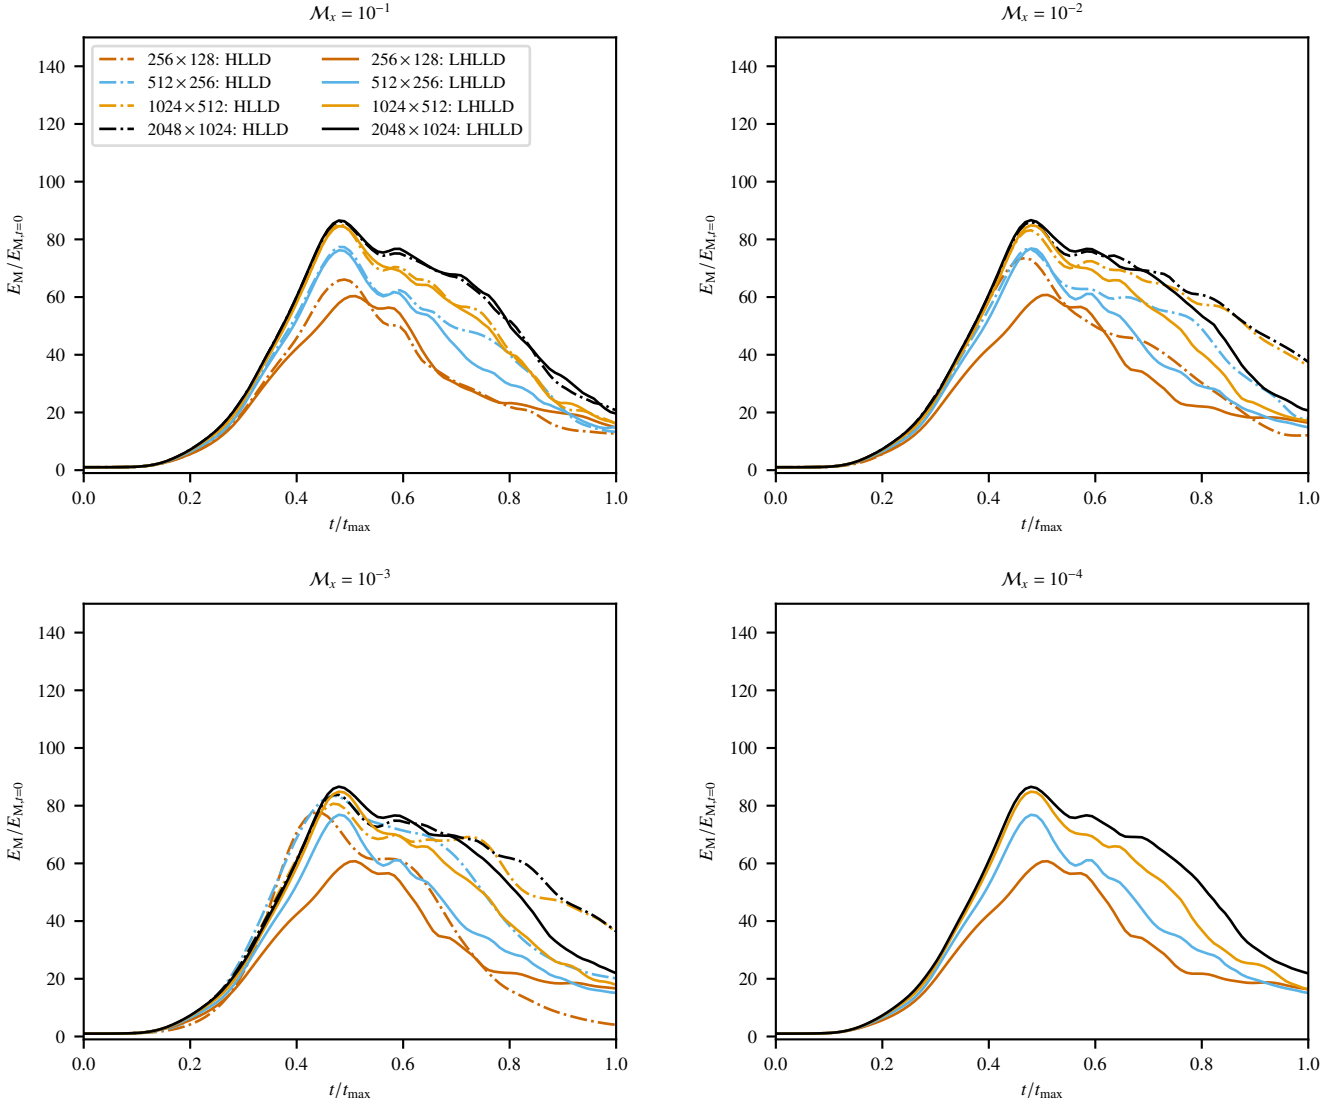 ℳₓ = 10⁻¹
140
120
100
80
60
40
20
0
E_M/E_M,t=0
256×128: HLLD
512×256: HLLD
1024×512: HLLD
2048×1024: HLLD
256×128: LHLLD
512×256: LHLLD
1024×512: LHLLD
2048×1024: LHLLD
0.0 0.2 0.4 0.6 0.8 1.0
t/t_max
ℳₓ = 10⁻²
140
120
100
80
60
40
20
0
E_M/E_M,t=0
0.0 0.2 0.4 0.6 0.8 1.0
t/t_max
ℳₓ = 10⁻³
140
120
100
80
60
40
20
0
E_M/E_M,t=0
0.0 0.2 0.4 0.6 0.8 1.0
t/t_max
ℳₓ = 10⁻⁴
140
120
100
80
60
40
20
0
E_M/E_M,t=0
0.0 0.2 0.4 0.6 0.8 1.0
t/t_max